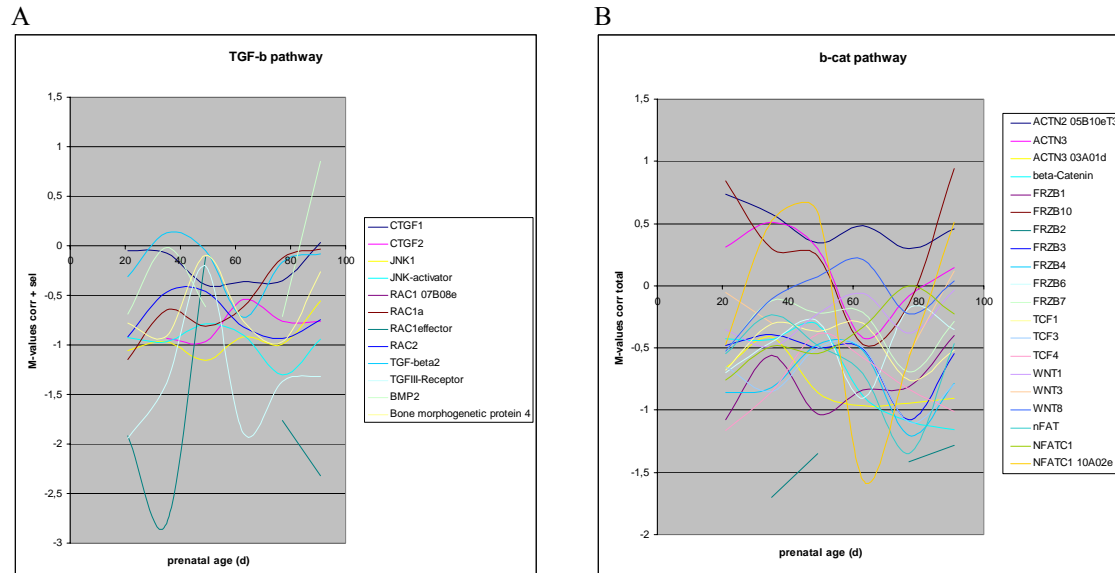 A
TGF-b pathway
M-values corr + sel
1,5
1
0,5
0
-0,5
-1
-1,5
-2
-2,5
-3
0 20 40 60 80 100
prenatal age (d)
CTGF1
CTGF2
JNK1
JNK-activator
RAC1 07B08e
RAC1a
RAC1effector
RAC2
TGF-beta2
TGFIII-Receptor
BMP2
Bone morphogenetic protein 4
B
b-cat pathway
M-values corr total
1,5
1
0,5
0
-0,5
-1
-1,5
-2
0 20 40 60 80 100
prenatal age (d)
ACTN2 05B10eT3
ACTN3
ACTN3 03A01d
beta-Catenin
FRZB1
FRZB10
FRZB2
FRZB3
FRZB4
FRZB6
FRZB7
TCF1
TCF3
TCF4
WNT1
WNT3
WNT8
nFAT
NFATC1
NFATC1 10A02e